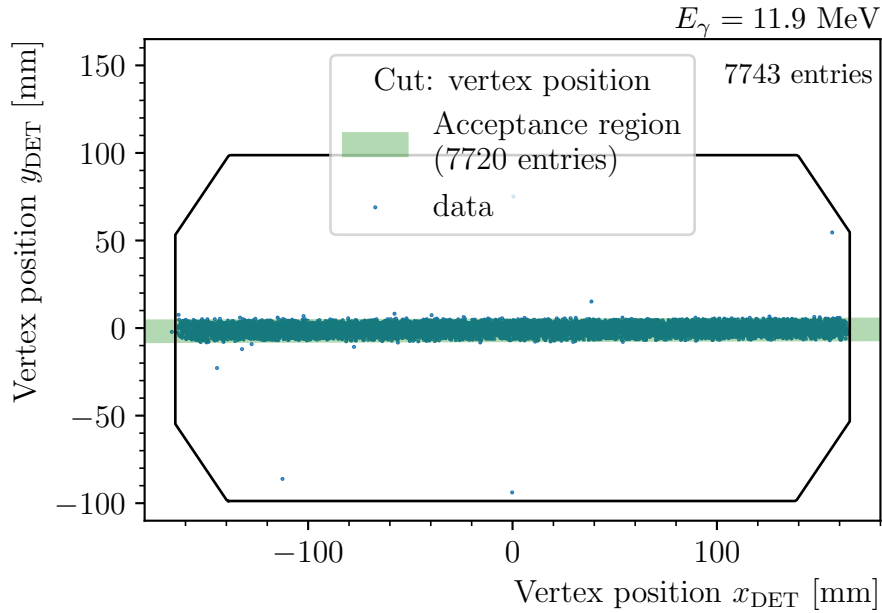 E_γ = 11.9 MeV
7743 entries
Cut: vertex position
Acceptance region
(7720 entries)
data
Vertex position y_DET [mm]
150
100
50
0
−50
−100
−100
0
100
Vertex position x_DET [mm]